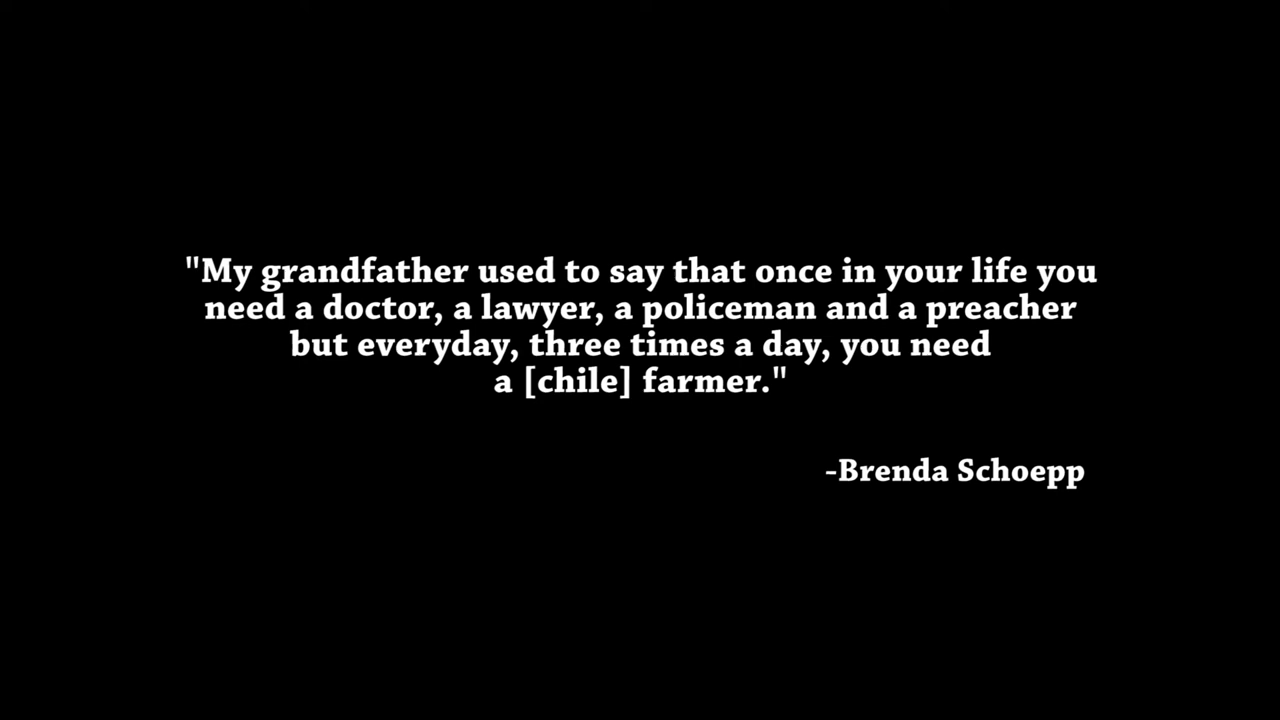 "My grandfather used to say that once in your life you
need a doctor, a lawyer, a policeman and a preacher
but everyday, three times a day, you need
a [chile] farmer."
-Brenda Schoepp